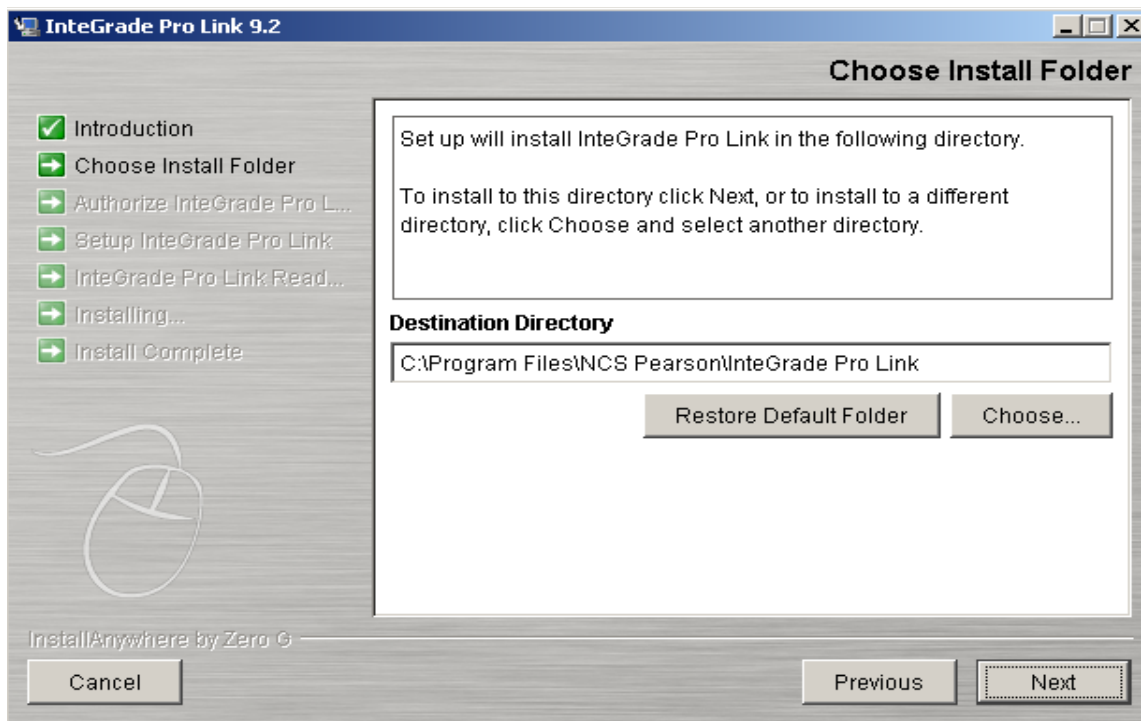 InteGrade Pro Link 9.2
Choose Install Folder
Introduction
Choose Install Folder
Authorize InteGrade Pro L...
Setup InteGrade Pro Link
InteGrade Pro Link Read...
Installing...
Install Complete
Set up will install InteGrade Pro Link in the following directory.
To install to this directory click Next, or to install to a different
directory, click Choose and select another directory.
Destination Directory
C:\Program Files\NCS Pearson\InteGrade Pro Link
Restore Default Folder
Choose...
InstallAnywhere by Zero G
Cancel
Previous
Next